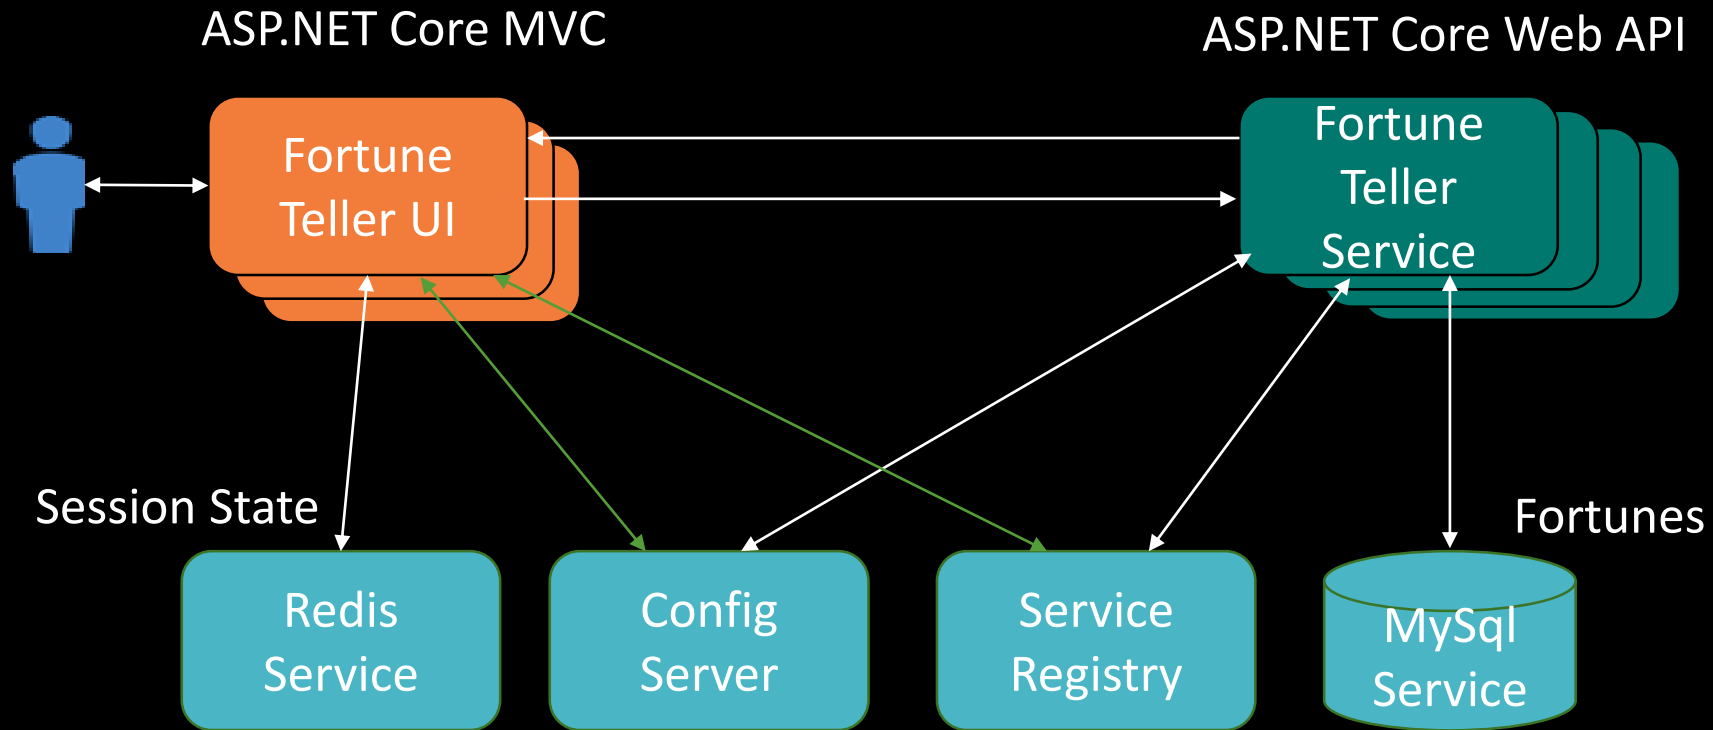 ASP.NET Core MVC
ASP.NET Core Web API
Fortune
Teller UI
Fortune
Teller
Service
Session State
Fortunes
Redis
Service
Config
Server
Service
Registry
MySql
Service